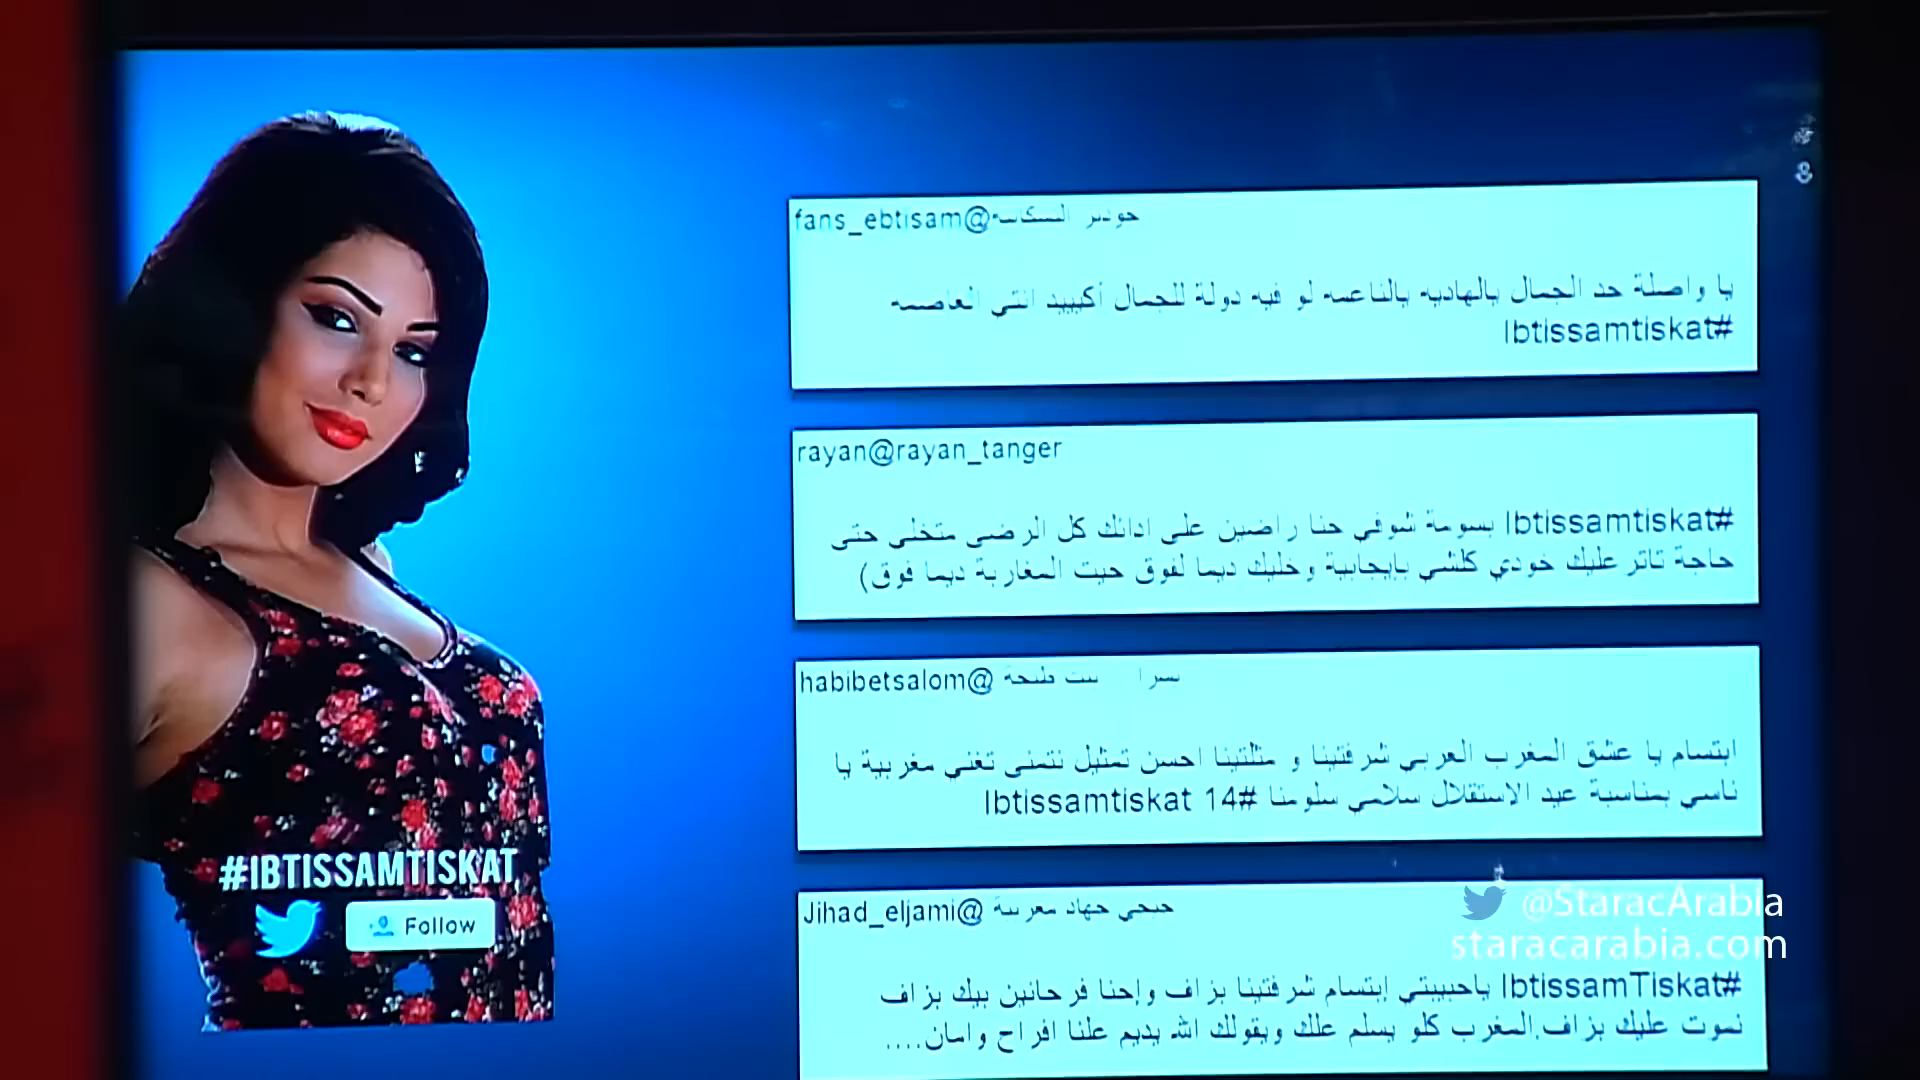 fans_ebtisam@
يا واصلة حد الجمال بالهاديه بالناعمه لو فيه دولة للجمال أكيييد انتي العاصمه
#Ibtissamtiskat
rayan@rayan_tanger
#Ibtissamtiskat بسومة شوفي حنا راضين على ادائك كل الرضى متخلي حتى
حاجة تاثر عليك خودي كلشي بإيجابية وخليك ديما لفوق حيت المغاربة ديما فوق)
habibetsalom@
ابتسام يا عشق المغرب العربي شرفتينا و مثلتينا احسن تمثيل نتمنى تغني مغربية يا
ناسي بمناسبة عيد الاستقلال سلامي سلومنا #Ibtissamtiskat 14
Jihad_eljami@
#IbtissamTiskat ياحبيبتي إبتسام شرفتينا بزاف وإحنا فرحانين بيك بزاف
نموت عليك بزاف.المغرب كلو يسلم علك ويقولك الله يديم علنا افراح وامان....
#IBTISSAMTISKAT
Follow
@StaracArabia
staracarabia.com